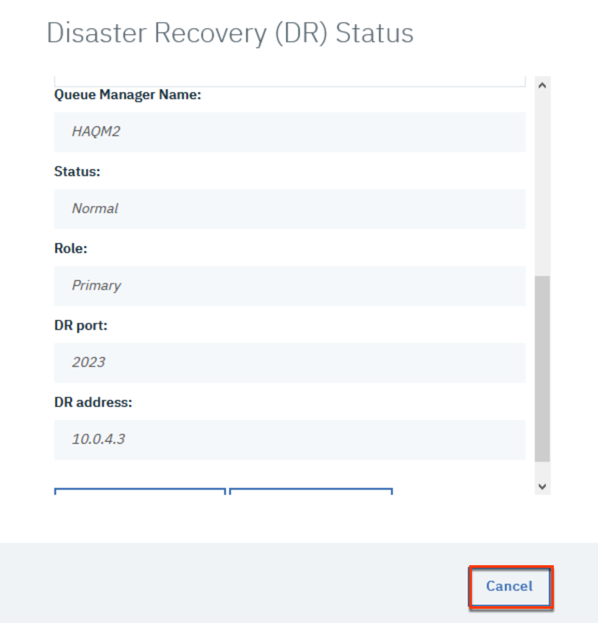 Disaster Recovery (DR) Status
Queue Manager Name:
HAQM2
Status:
Normal
Role:
Primary
DR port:
2023
DR address:
10.0.4.3
Cancel